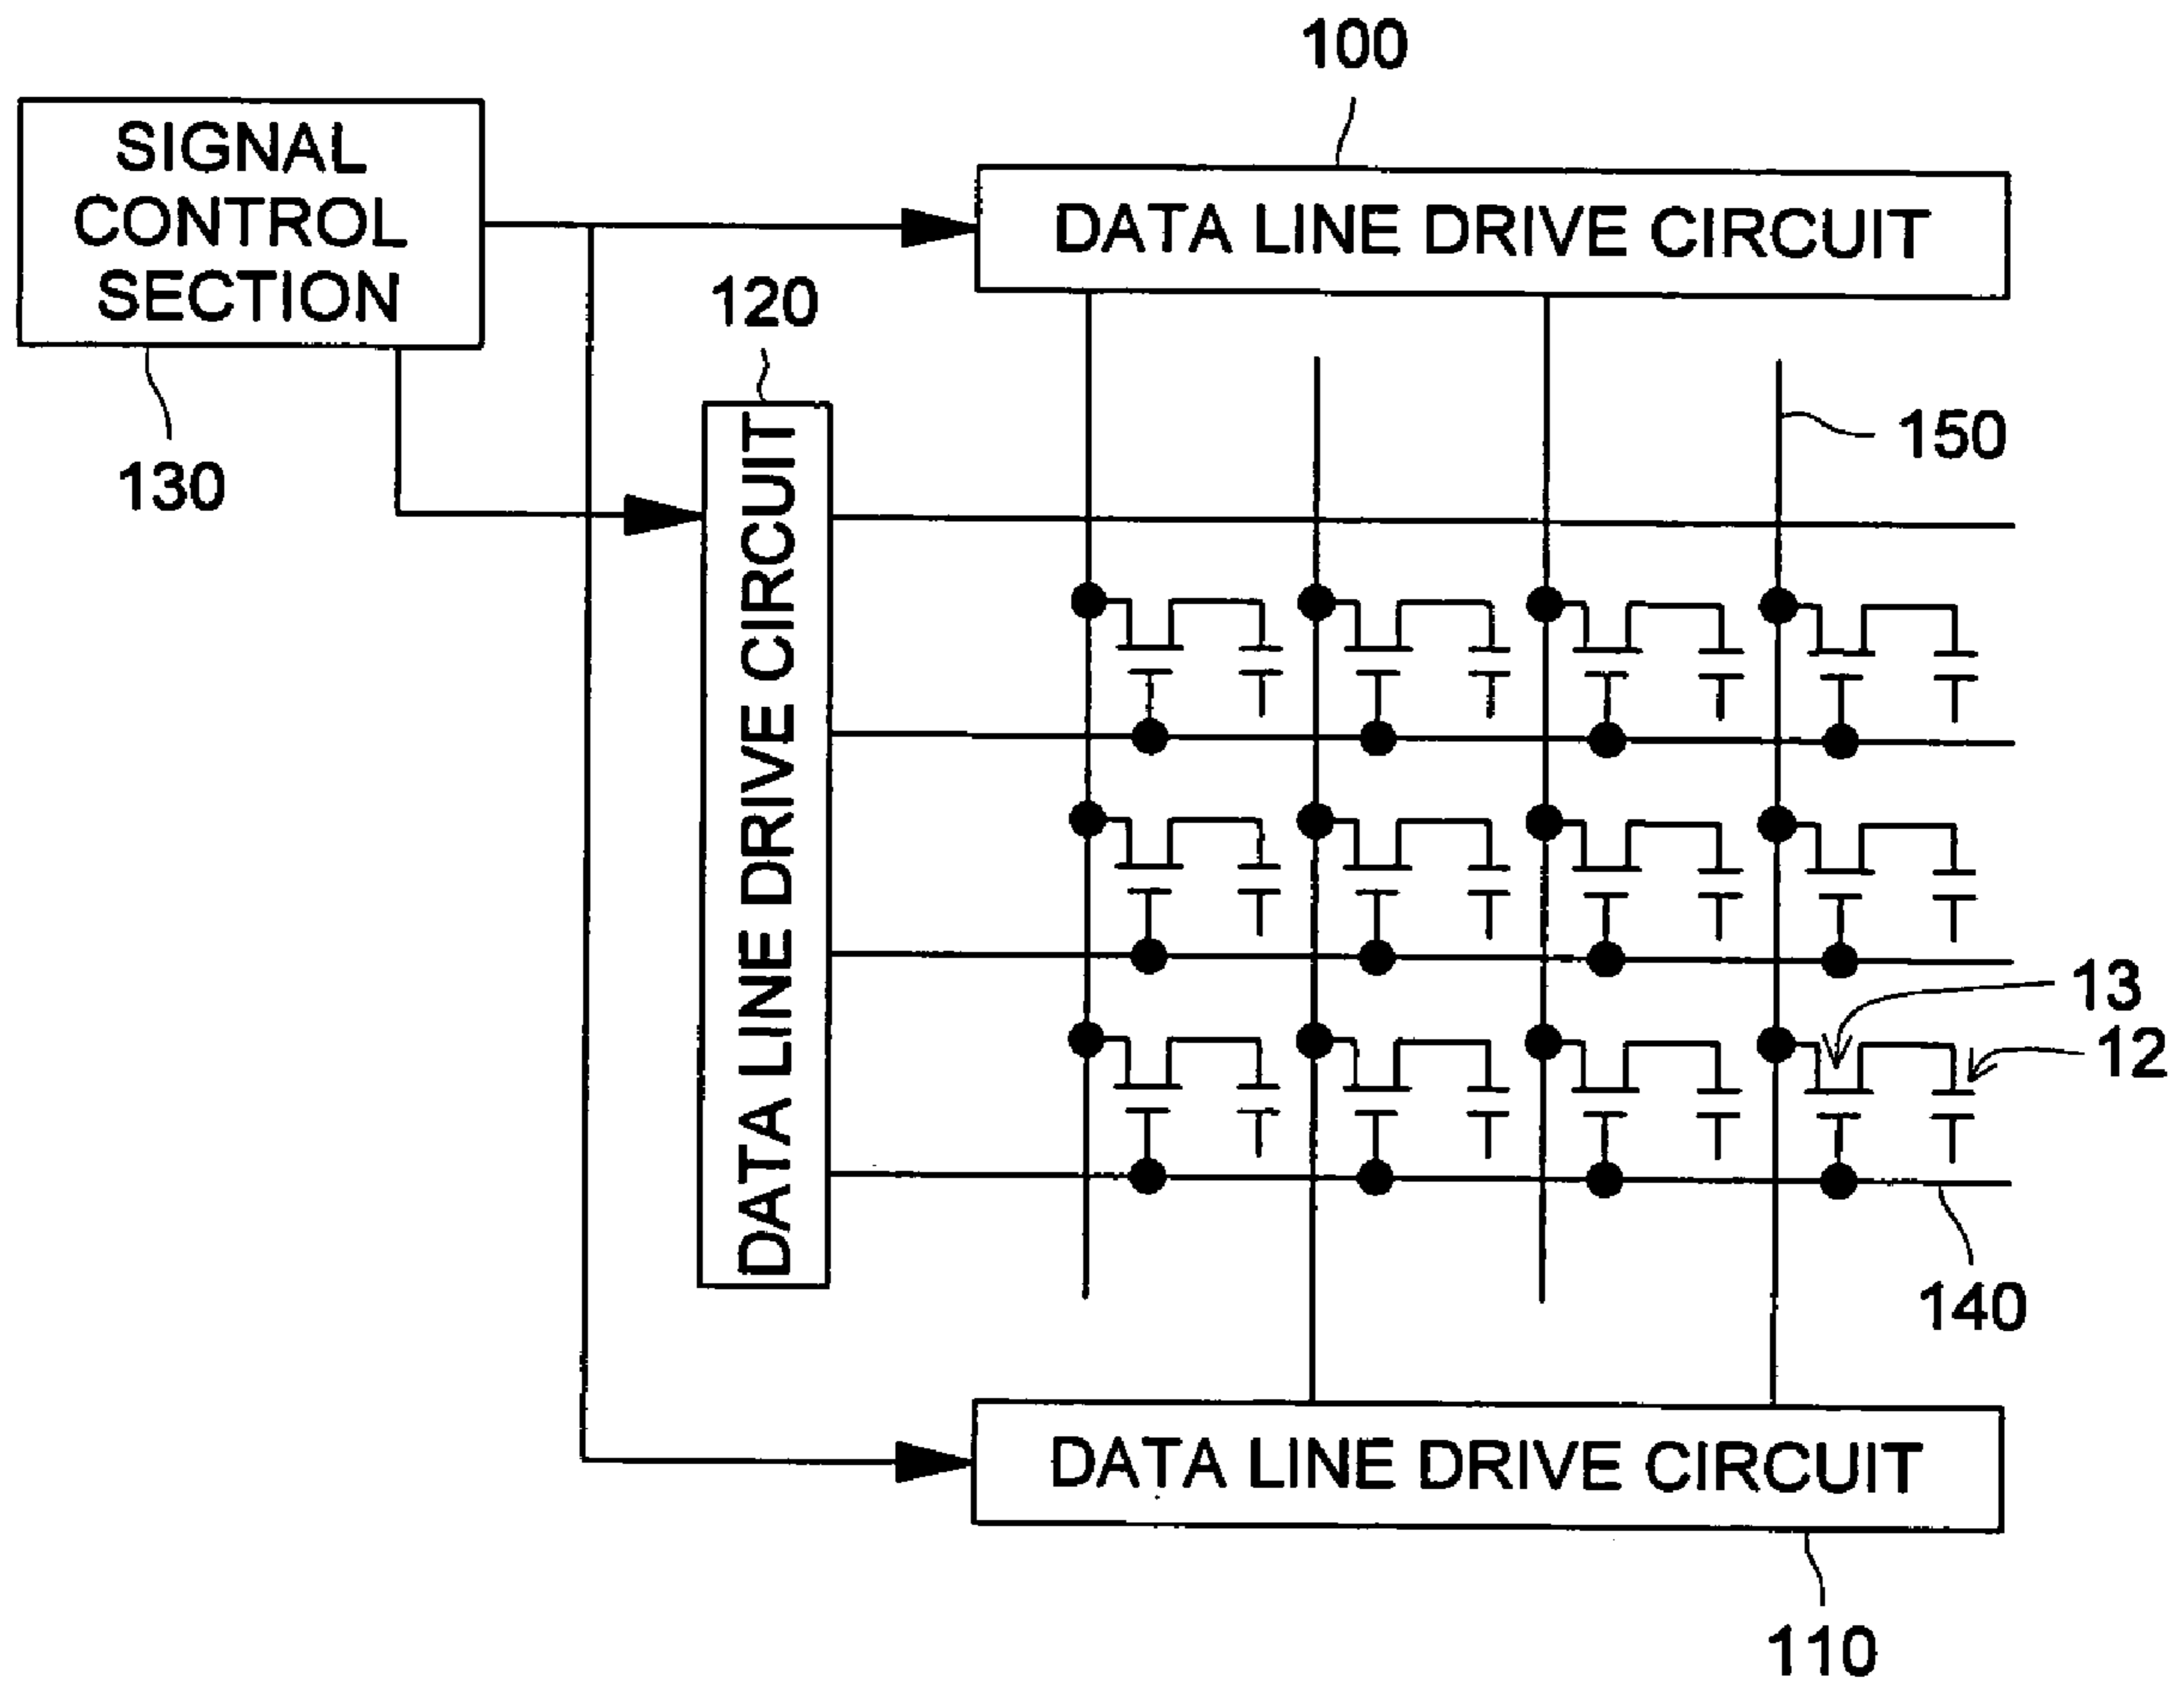 100
SIGNAL
CONTROL
SECTION
DATA LINE DRIVE CIRCUIT
120
130
150
DATA LINE DRIVE CIRCUIT
13
12
140
DATA LINE DRIVE CIRCUIT
110